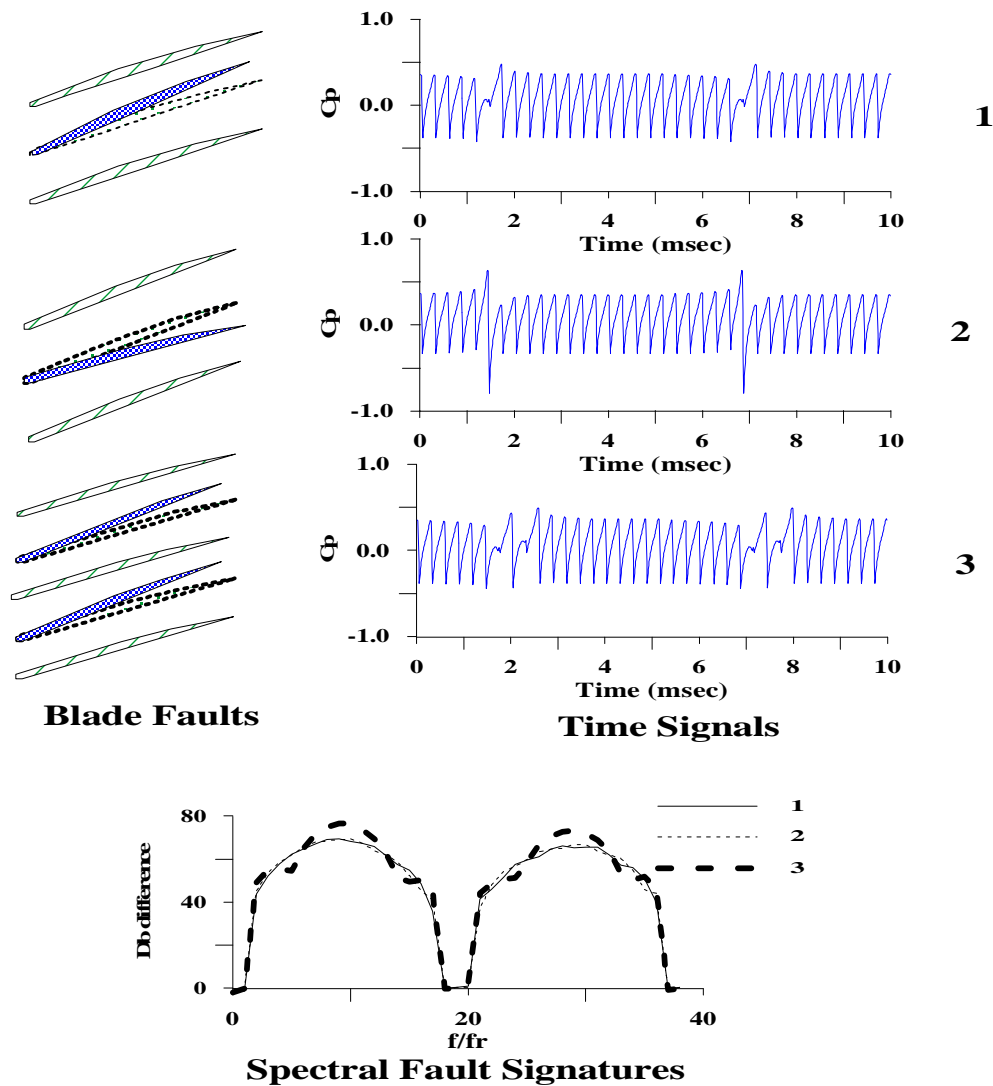 1.0
Cp
0.0
-1.0
0 2 4 6 8 10
Time (msec)
1
1.0
Cp
0.0
-1.0
0 2 4 6 8 10
Time (msec)
2
1.0
Cp
0.0
-1.0
0 2 4 6 8 10
Time (msec)
3
Blade Faults
Time Signals
80
40
0
Db difference
0 20 40
f/fr
1
2
3
Spectral Fault Signatures